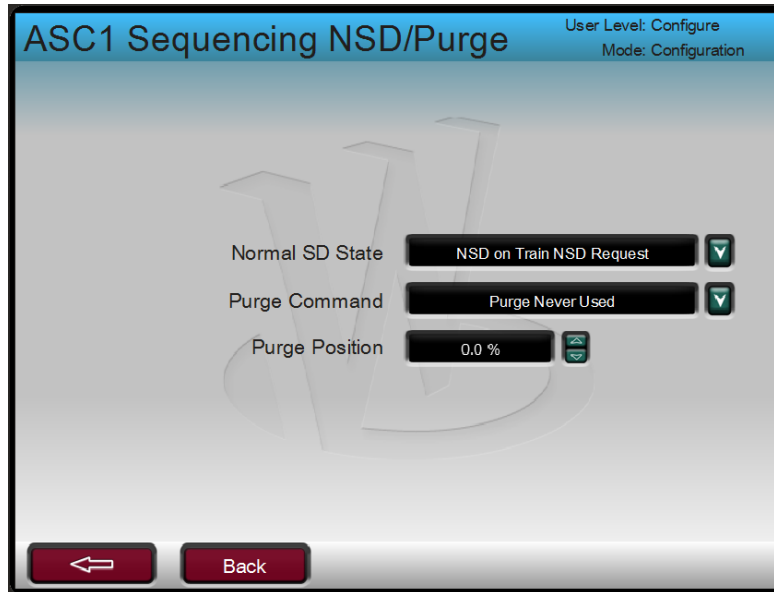 ASC1 Sequencing NSD/Purge
User Level: Configure
Mode: Configuration
Normal SD State
NSD on Train NSD Request
Purge Command
Purge Never Used
Purge Position
0.0 %
Back